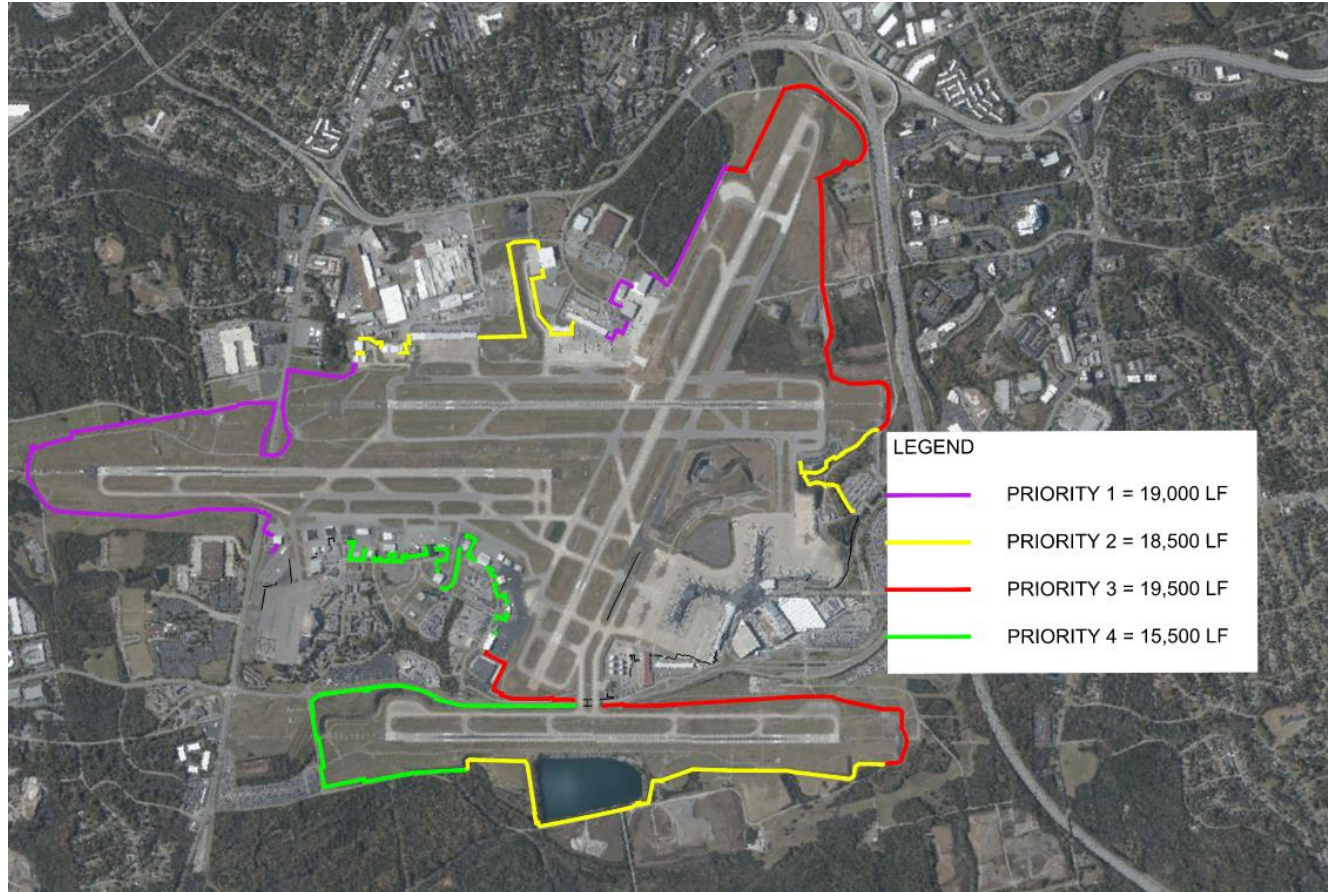 LEGEND
PRIORITY 1 = 19,000 LF
PRIORITY 2 = 18,500 LF
PRIORITY 3 = 19,500 LF
PRIORITY 4 = 15,500 LF